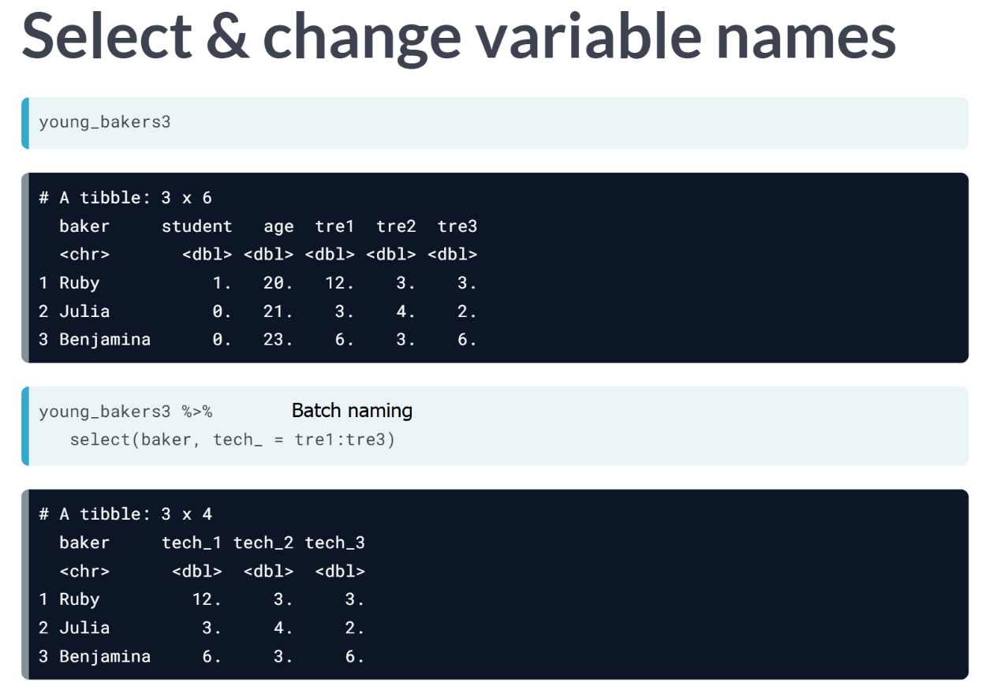 Select & change variable names
young_bakers3
# A tibble: 3 x 6
  baker     student   age  tre1  tre2  tre3
  <chr>       <dbl> <dbl> <dbl> <dbl> <dbl>
1 Ruby           1.   20.   12.    3.    3.
2 Julia          0.   21.    3.    4.    2.
3 Benjamina      0.   23.    6.    3.    6.
young_bakers3 %>% Batch naming
   select(baker, tech_ = tre1:tre3)
# A tibble: 3 x 4
  baker     tech_1 tech_2 tech_3
  <chr>      <dbl>  <dbl>  <dbl>
1 Ruby         12.     3.     3.
2 Julia         3.     4.     2.
3 Benjamina     6.     3.     6.